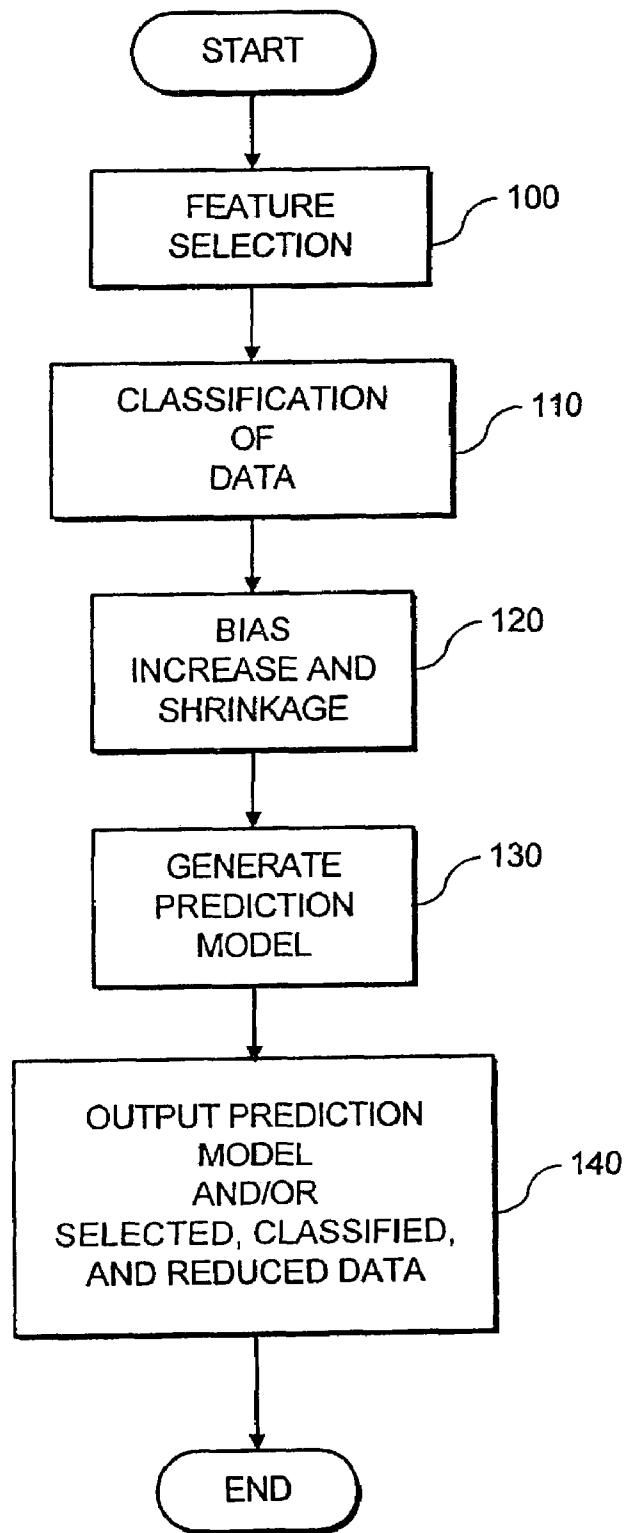 START
FEATURE
SELECTION
100
CLASSIFICATION
OF
DATA
110
BIAS
INCREASE AND
SHRINKAGE
120
GENERATE
PREDICTION
MODEL
130
OUTPUT PREDICTION
MODEL
AND/OR
SELECTED, CLASSIFIED,
AND REDUCED DATA
140
END